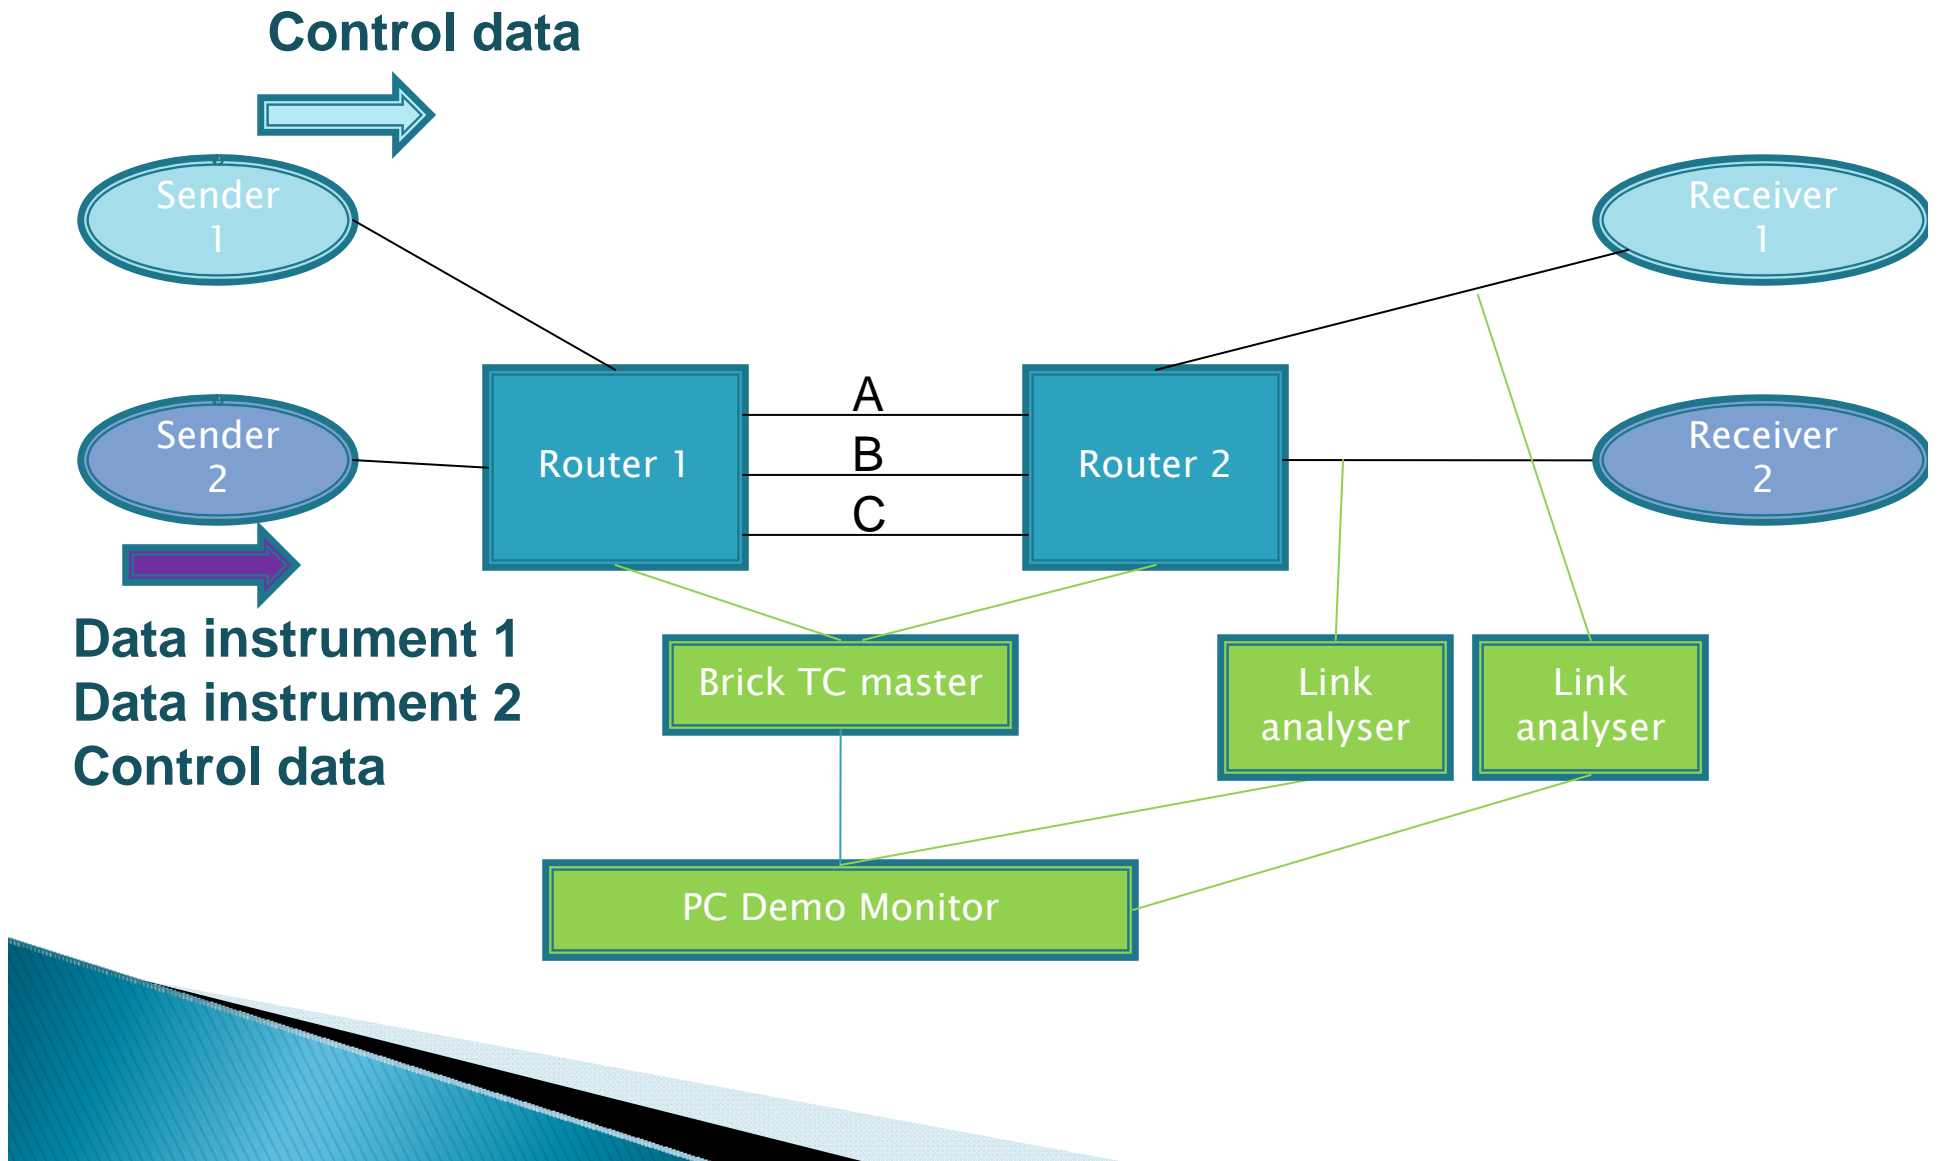 Control data
Sender
1
Receiver
1
A
Sender
2
B
Router 1
Router 2
Receiver
2
C
Data instrument 1
Data instrument 2
Control data
Brick TC master
Link
analyser
Link
analyser
PC Demo Monitor